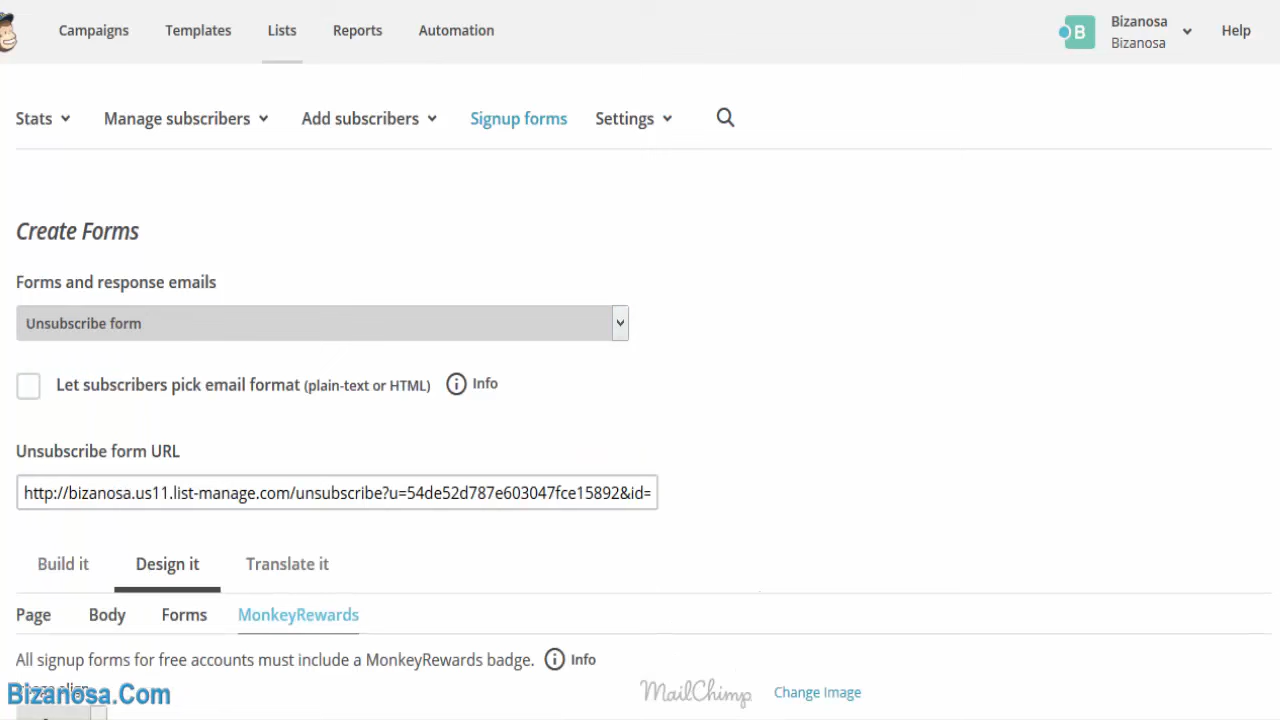 Campaigns Templates Lists Reports Automation
B Bizanosa
Bizanosa
Help
Stats Manage subscribers Add subscribers Signup forms Settings
Create Forms
Forms and response emails
Unsubscribe form
Let subscribers pick email format (plain-text or HTML) Info
Unsubscribe form URL
http://bizanosa.us11.list-manage.com/unsubscribe?u=54de52d787e603047fce15892&id=
Build it Design it Translate it
Page Body Forms MonkeyRewards
All signup forms for free accounts must include a MonkeyRewards badge. Info
Bizanosa.Com
MailChimp Change Image